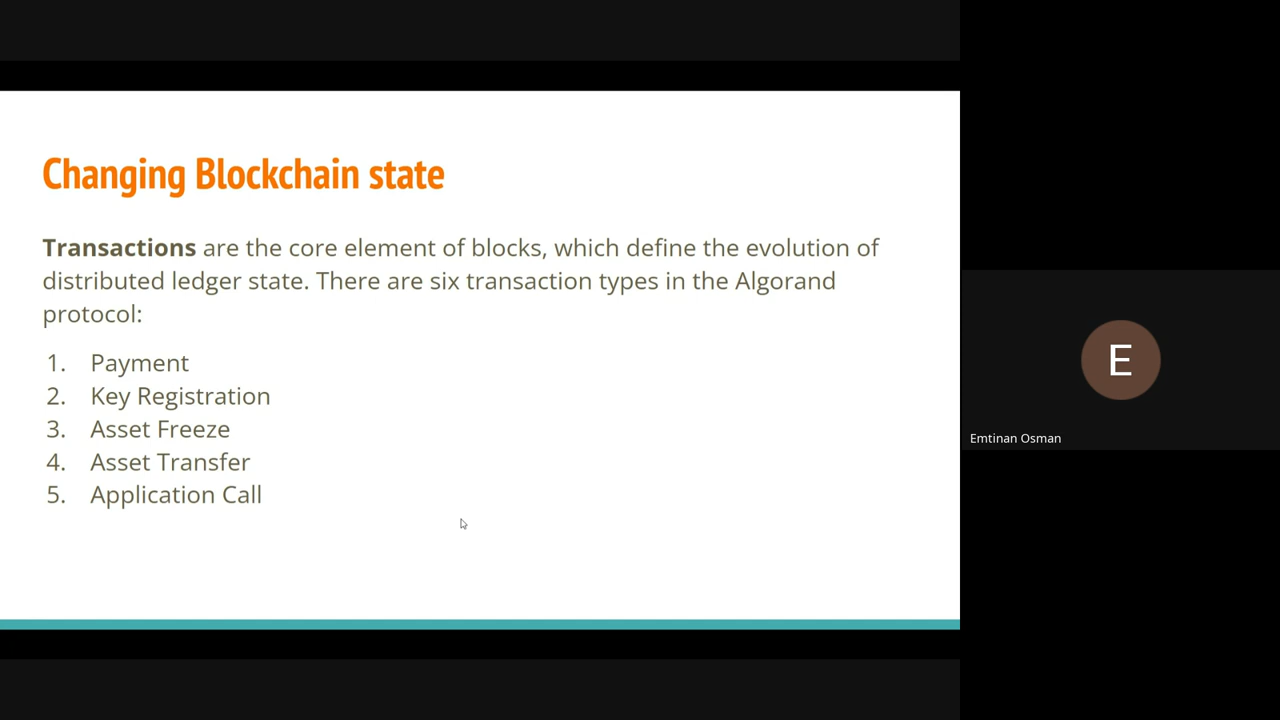 Changing Blockchain state
Transactions are the core element of blocks, which define the evolution of
distributed ledger state. There are six transaction types in the Algorand
protocol:
1. Payment
2. Key Registration
3. Asset Freeze
4. Asset Transfer
5. Application Call
E
Emtinan Osman